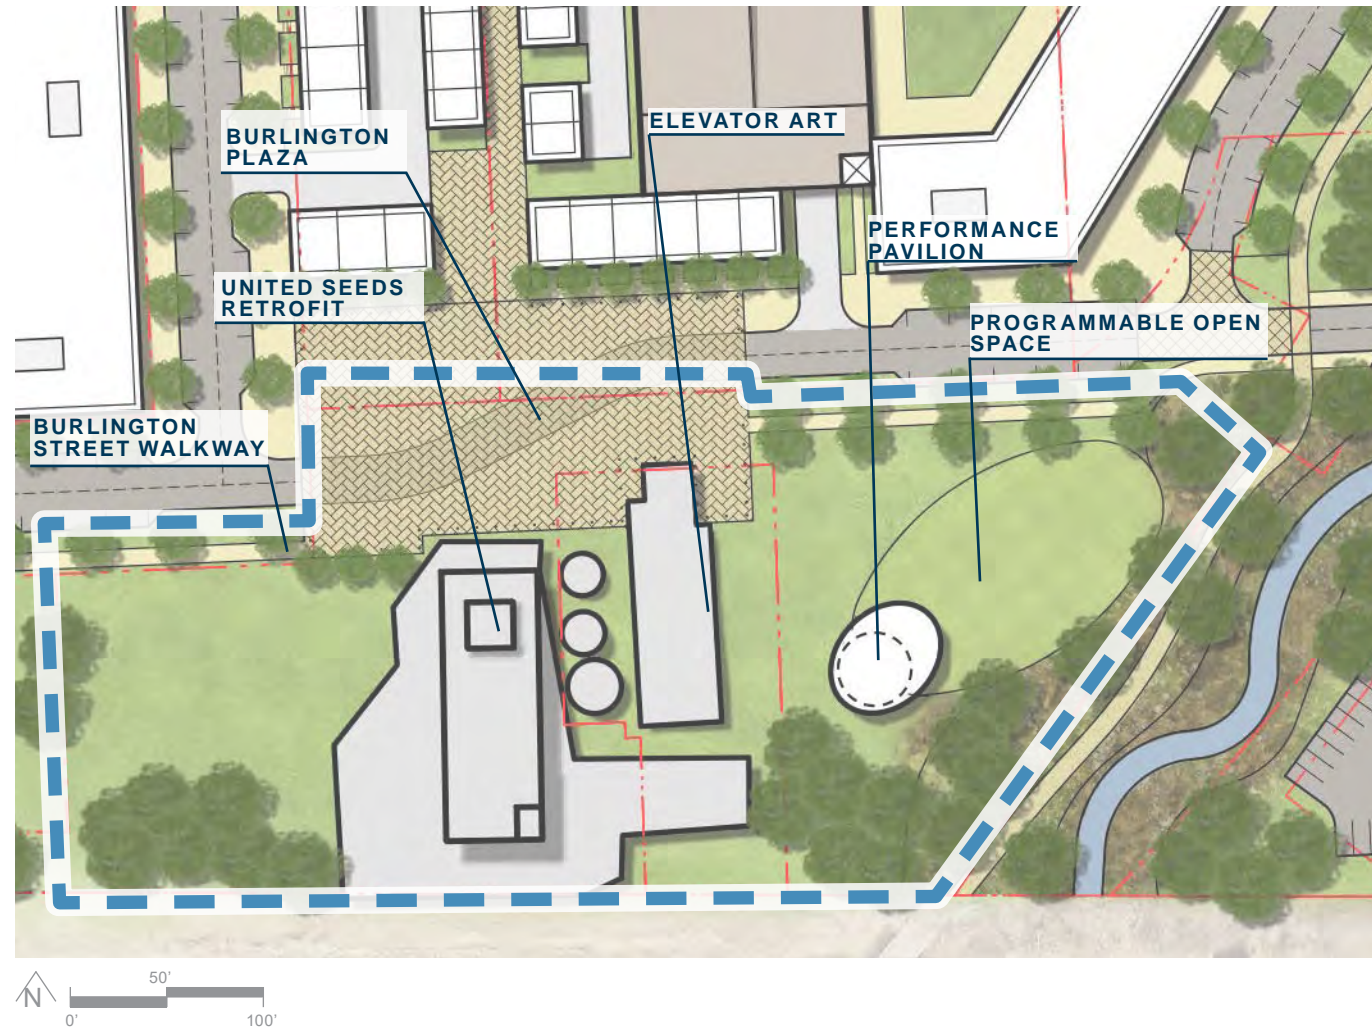 BURLINGTON
PLAZA
ELEVATOR ART
PERFORMANCE
PAVILION
UNITED SEEDS
RETROFIT
PROGRAMMABLE OPEN
SPACE
BURLINGTON
STREET WALKWAY
N
50'
0'
100'